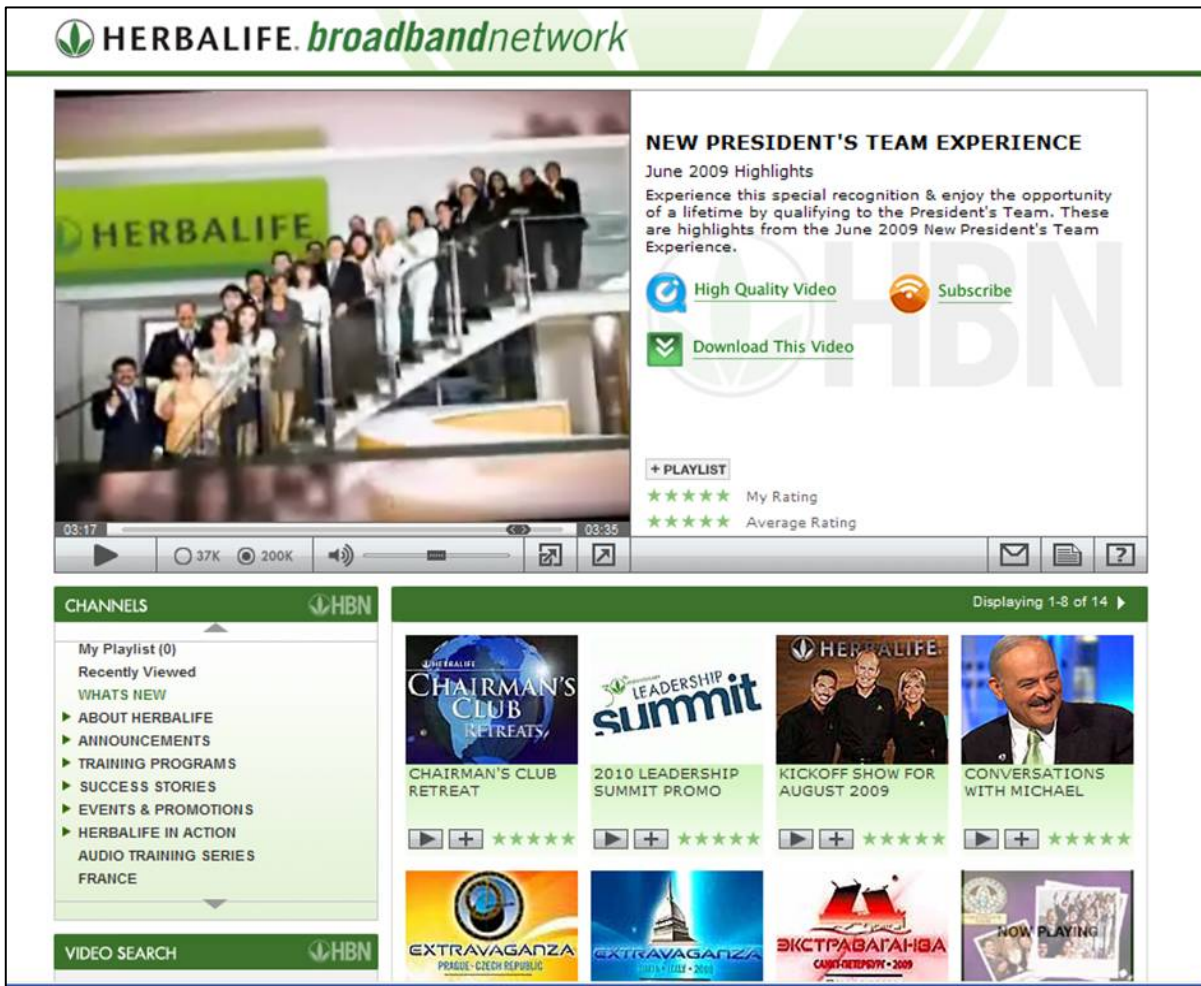 HERBALIFE. broadbandnetwork
HERBALIFE
NEW PRESIDENT'S TEAM EXPERIENCE
June 2009 Highlights
Experience this special recognition & enjoy the opportunity
of a lifetime by qualifying to the President's Team. These
are highlights from the June 2009 New President's Team
Experience.
High Quality Video
Subscribe
Download This Video
HBN
+ PLAYLIST
My Rating
Average Rating
03:17
03:35
37K
200K
?
CHANNELS
HBN
My Playlist (0)
Recently Viewed
WHATS NEW
ABOUT HERBALIFE
ANNOUNCEMENTS
TRAINING PROGRAMS
SUCCESS STORIES
EVENTS & PROMOTIONS
HERBALIFE IN ACTION
AUDIO TRAINING SERIES
FRANCE
VIDEO SEARCH
HBN
Displaying 1-8 of 14
HERBALIFE
CHAIRMAN'S
CLUB
RETREATS
CHAIRMAN'S CLUB
RETREAT
LEADERSHIP
summit
2010 LEADERSHIP
SUMMIT PROMO
HERBALIFE.
KICKOFF SHOW FOR
AUGUST 2009
CONVERSATIONS
WITH MICHAEL
EXTRAVAGANZA
PRAGUE - CZECH REPUBLIC
EXTRAVAGANZA
ЭКСТРАВАГАНЗА
САНКТ-ПЕТЕРБУРГ • 2009
NOW PLAYING